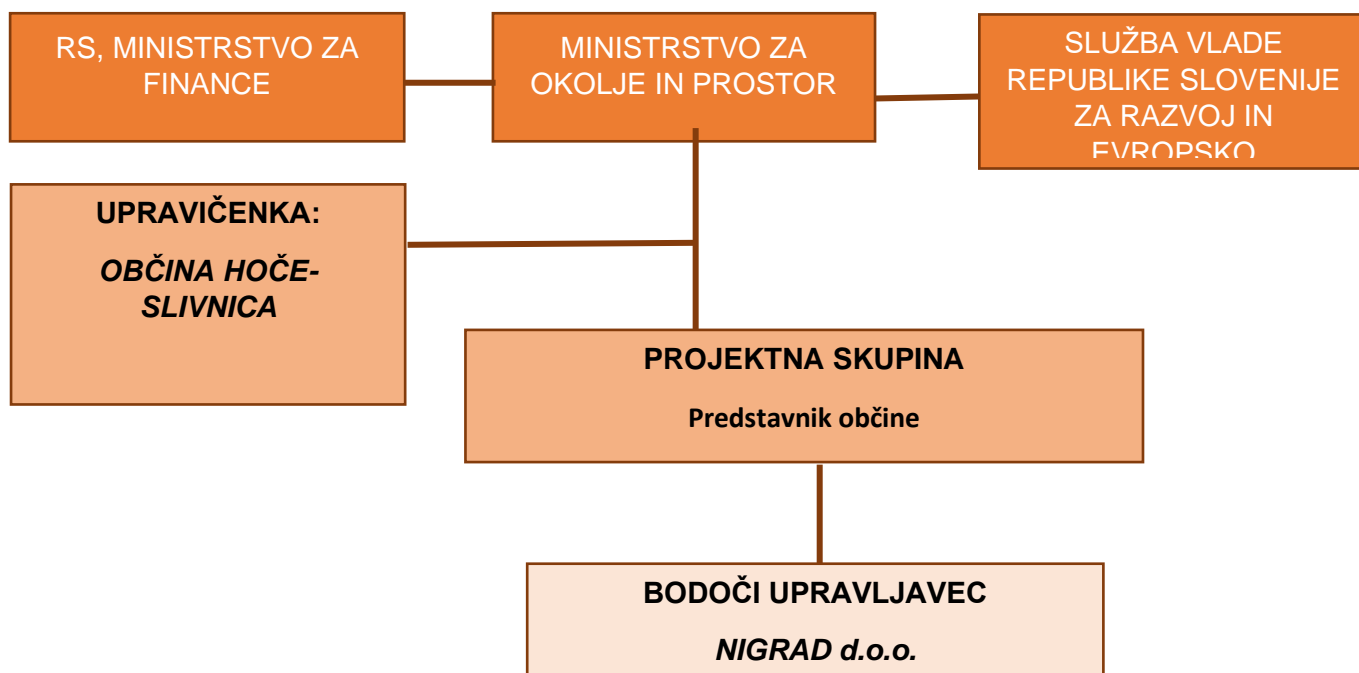 RS, MINISTRSTVO ZA
FINANCE
MINISTRSTVO ZA
OKOLJE IN PROSTOR
SLUŽBA VLADE
REPUBLIKE SLOVENIJE
ZA RAZVOJ IN
EVROPSKO
UPRAVIČENKA:
OBČINA HOČE-
SLIVNICA
PROJEKTNA SKUPINA
Predstavnik občine
BODOČI UPRAVLJAVEC
NIGRAD d.o.o.